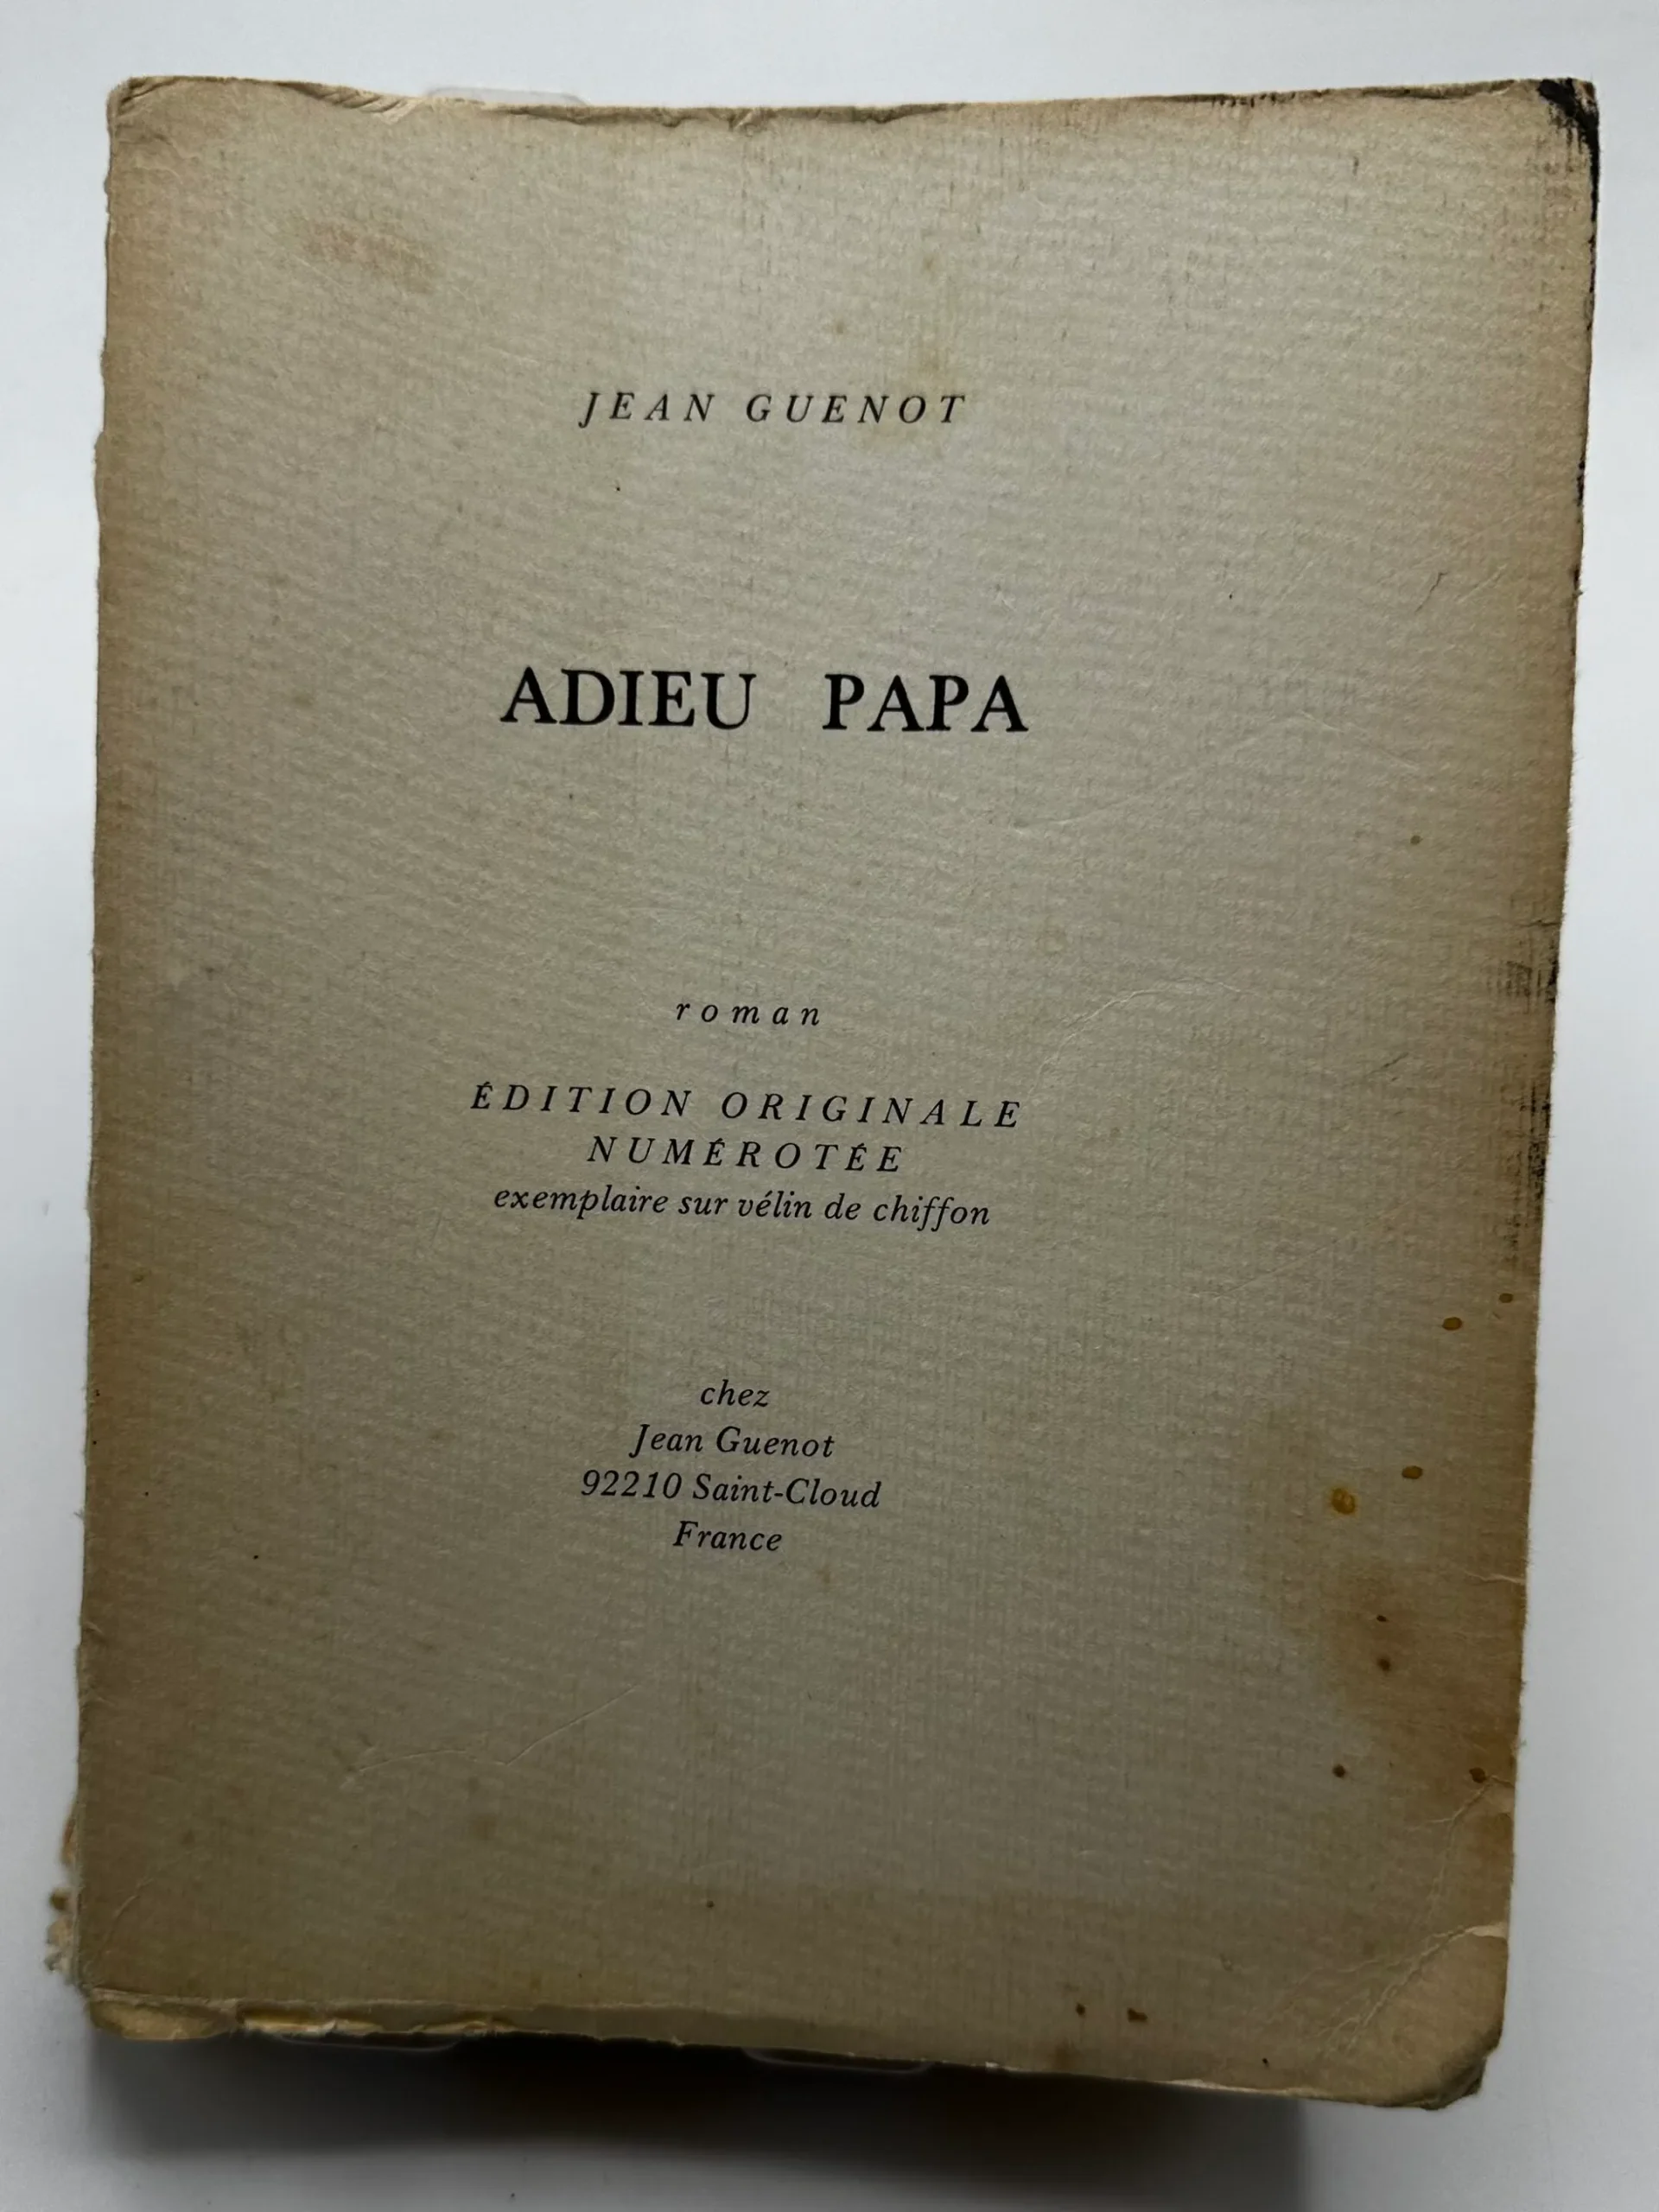 JEAN GUENOT
ADIEU PAPA
roman
ÉDITION ORIGINALE
NUMÉROTÉE
exemplaire sur vélin de chiffon
chez
Jean Guenot
92210 Saint-Cloud
France